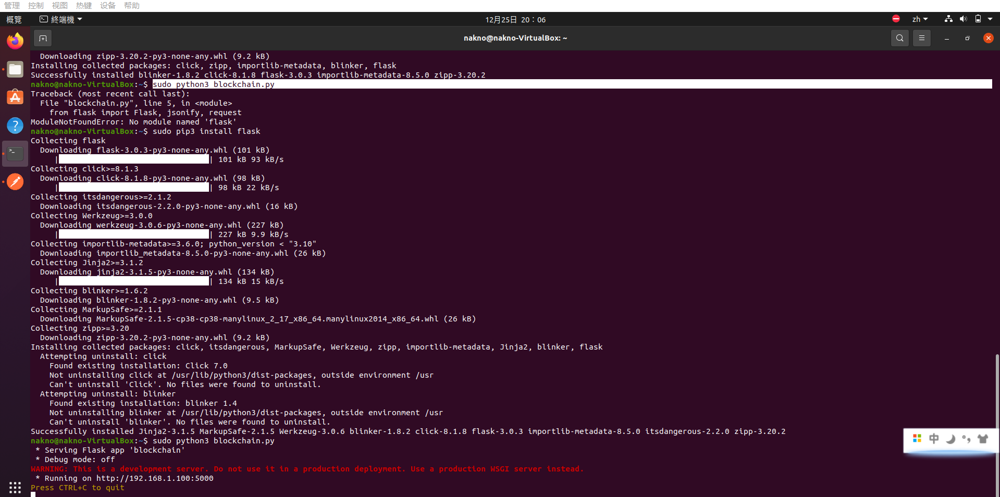 管理 控制 视图 热键 设备 帮助
概覽 終端機 12月25日 20：06 zh
nakno@nakno-VirtualBox: ~
Downloading zipp-3.20.2-py3-none-any.whl (9.2 kB)
Installing collected packages: click, zipp, importlib-metadata, blinker, flask
Successfully installed blinker-1.8.2 click-8.1.8 flask-3.0.3 importlib-metadata-8.5.0 zipp-3.20.2
nakno@nakno-VirtualBox:~$ sudo python3 blockchain.py
Traceback (most recent call last):
File "blockchain.py", line 5, in <module>
from flask import Flask, jsonify, request
ModuleNotFoundError: No module named 'flask'
nakno@nakno-VirtualBox:~$ sudo pip3 install flask
Collecting flask
Downloading flask-3.0.3-py3-none-any.whl (101 kB)
| | 101 kB 93 kB/s
Collecting click>=8.1.3
Downloading click-8.1.8-py3-none-any.whl (98 kB)
| | 98 kB 22 kB/s
Collecting itsdangerous>=2.1.2
Downloading itsdangerous-2.2.0-py3-none-any.whl (16 kB)
Collecting Werkzeug>=3.0.0
Downloading werkzeug-3.0.6-py3-none-any.whl (227 kB)
| | 227 kB 9.9 kB/s
Collecting importlib-metadata>=3.6.0; python_version < "3.10"
Downloading importlib_metadata-8.5.0-py3-none-any.whl (26 kB)
Collecting Jinja2>=3.1.2
Downloading jinja2-3.1.5-py3-none-any.whl (134 kB)
| | 134 kB 15 kB/s
Collecting blinker>=1.6.2
Downloading blinker-1.8.2-py3-none-any.whl (9.5 kB)
Collecting MarkupSafe>=2.1.1
Downloading MarkupSafe-2.1.5-cp38-cp38-manylinux_2_17_x86_64.manylinux2014_x86_64.whl (26 kB)
Collecting zipp>=3.20
Downloading zipp-3.20.2-py3-none-any.whl (9.2 kB)
Installing collected packages: click, itsdangerous, MarkupSafe, Werkzeug, zipp, importlib-metadata, Jinja2, blinker, flask
Attempting uninstall: click
Found existing installation: Click 7.0
Not uninstalling click at /usr/lib/python3/dist-packages, outside environment /usr
Can't uninstall 'Click'. No files were found to uninstall.
Attempting uninstall: blinker
Found existing installation: blinker 1.4
Not uninstalling blinker at /usr/lib/python3/dist-packages, outside environment /usr
Can't uninstall 'blinker'. No files were found to uninstall.
Successfully installed Jinja2-3.1.5 MarkupSafe-2.1.5 Werkzeug-3.0.6 blinker-1.8.2 click-8.1.8 flask-3.0.3 importlib-metadata-8.5.0 itsdangerous-2.2.0 zipp-3.20.2
中
nakno@nakno-VirtualBox:~$ sudo python3 blockchain.py
* Serving Flask app 'blockchain'
* Debug mode: off
WARNING: This is a development server. Do not use it in a production deployment. Use a production WSGI server instead.
* Running on http://192.168.1.100:5000
Press CTRL+C to quit